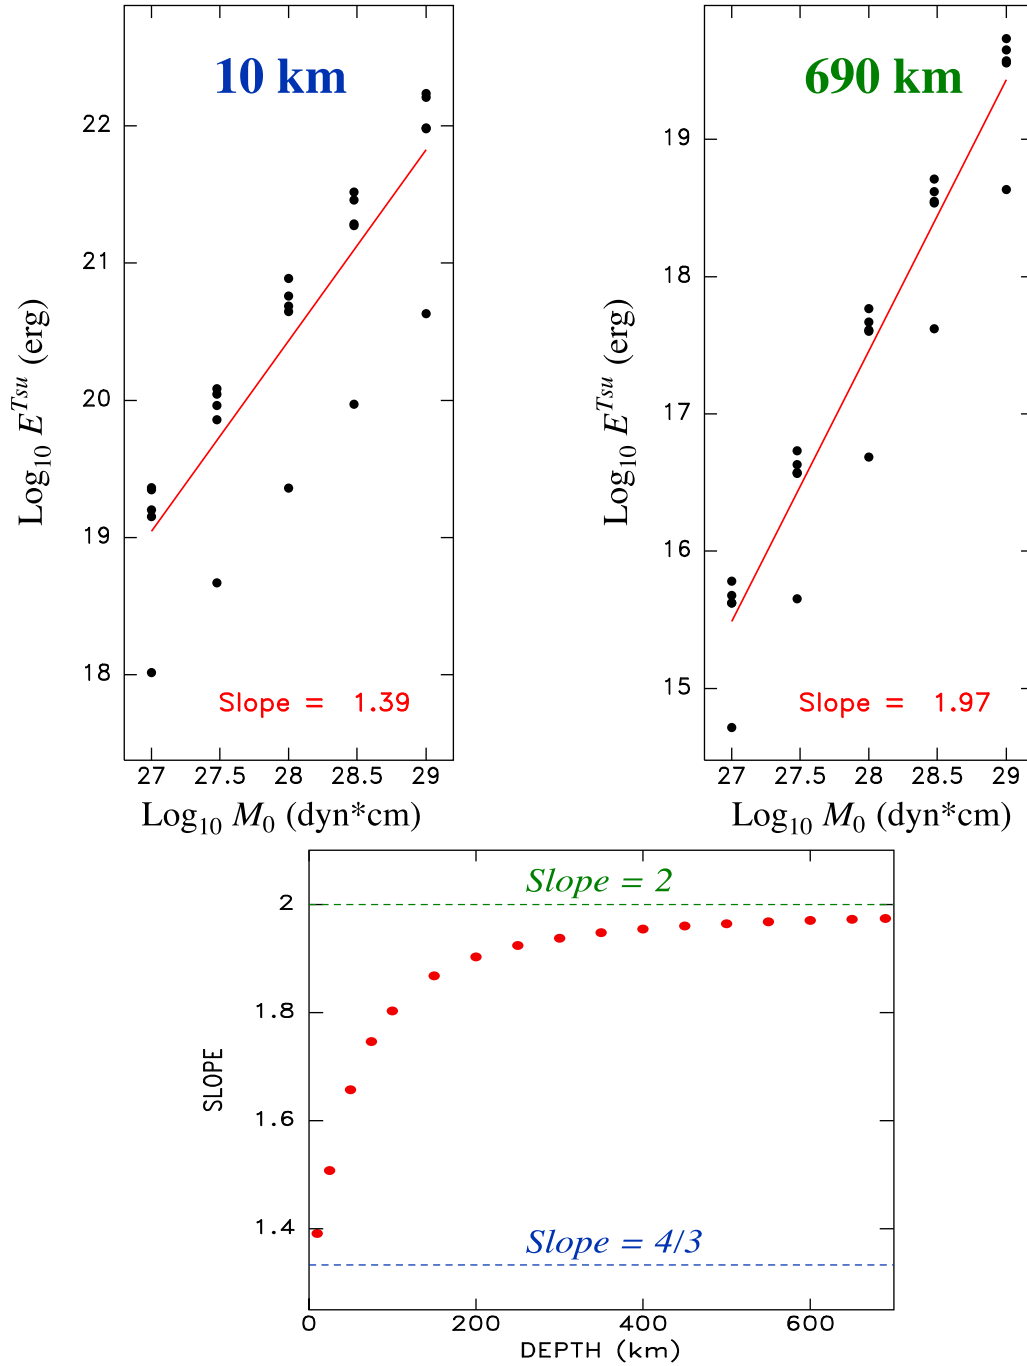 10 km
22
21
20
19
18
Log10 E^Tsu (erg)
Slope = 1.39
27 27.5 28 28.5 29
Log10 M0 (dyn*cm)
690 km
19
18
17
16
15
Log10 E^Tsu (erg)
Slope = 1.97
27 27.5 28 28.5 29
Log10 M0 (dyn*cm)
Slope = 2
2
1.8
1.6
1.4
SLOPE
Slope = 4/3
0 200 400 600
DEPTH (km)